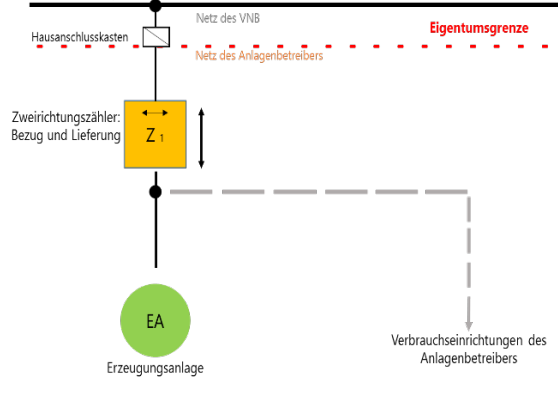 Netz des VNB
Eigentumsgrenze
Hausanschlusskasten
Netz des Anlagenbetreibers
Zweirichtungszähler:
Bezug und Lieferung
Z 1
EA
Erzeugungsanlage
Verbrauchseinrichtungen des
Anlagenbetreibers